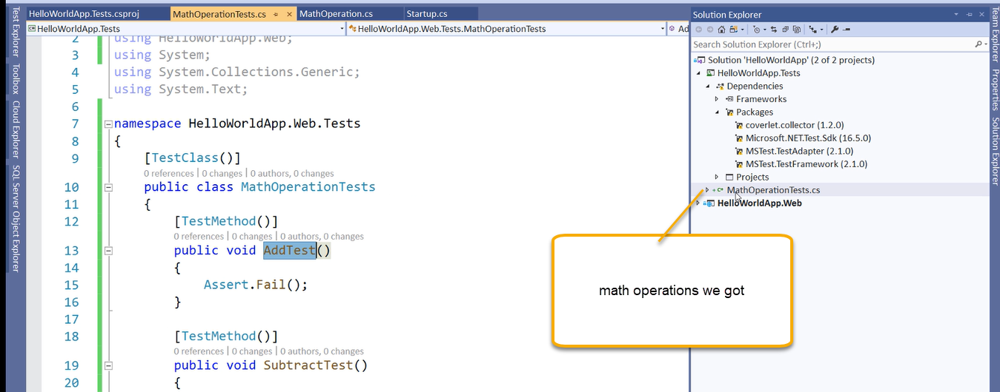 HelloWorldApp.Tests.csproj
MathOperationTests.cs
MathOperation.cs
Startup.cs
HelloWorldApp.Tests
HelloWorldApp.Web.Tests.MathOperationTests
Ad
2 using HelloWorldApp.Web;
3 using System;
4 using System.Collections.Generic;
5 using System.Text;
6
7 namespace HelloWorldApp.Web.Tests
8 {
9 [TestClass()]
0 references | 0 changes | 0 authors, 0 changes
10 public class MathOperationTests
11 {
12 [TestMethod()]
0 references | 0 changes | 0 authors, 0 changes
13 public void AddTest()
14 {
15 Assert.Fail();
16 }
17
18 [TestMethod()]
0 references | 0 changes | 0 authors, 0 changes
19 public void SubtractTest()
20 {
Test Explorer
Toolbox
Cloud Explorer
SQL Server Object Explorer
Solution Explorer
Search Solution Explorer (Ctrl+;)
Solution 'HelloWorldApp' (2 of 2 projects)
HelloWorldApp.Tests
Dependencies
Frameworks
Packages
coverlet.collector (1.2.0)
Microsoft.NET.Test.Sdk (16.5.0)
MSTest.TestAdapter (2.1.0)
MSTest.TestFramework (2.1.0)
Projects
MathOperationTests.cs
HelloWorldApp.Web
math operations we got
Team Explorer
Properties
Solution Explorer